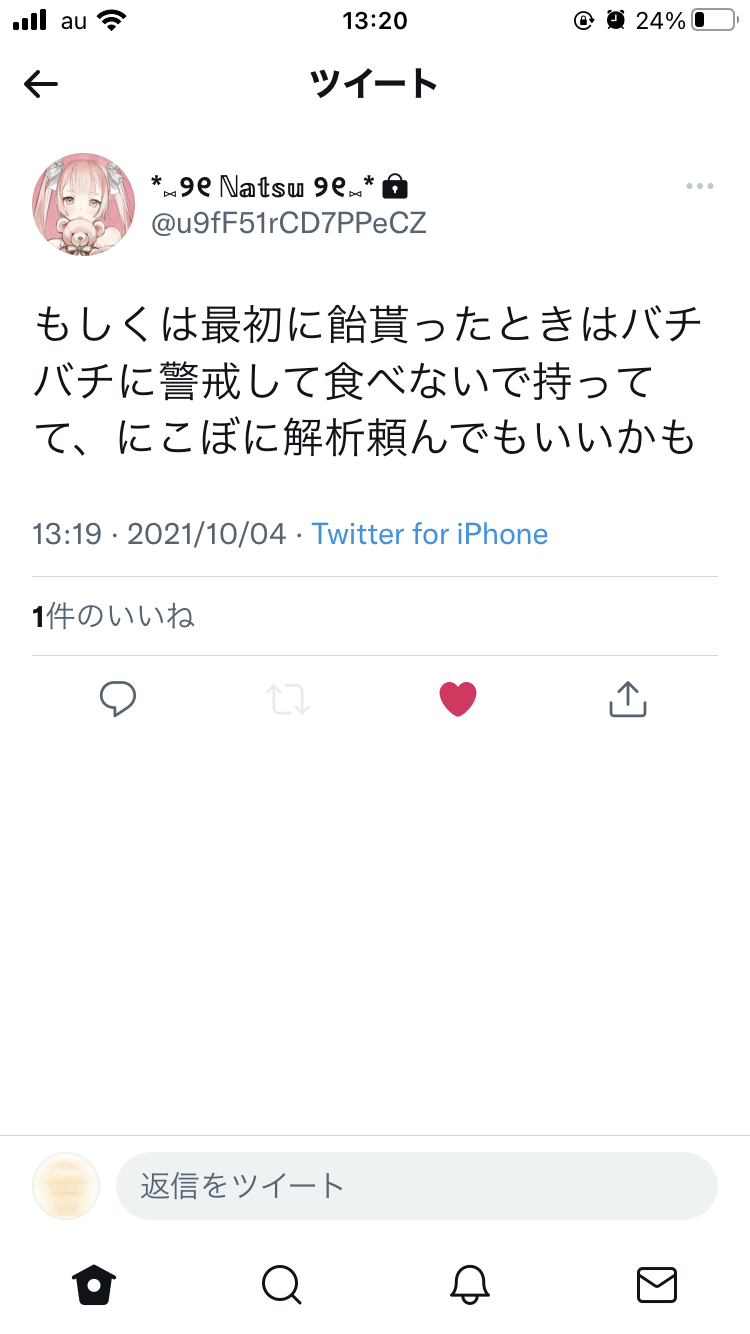 au 13:20 24%
ツイート
*⑅୨୧ ℕ𝕒𝕥𝕤𝕦 ୨୧⑅*
@u9fF51rCD7PPeCZ
もしくは最初に飴貰ったときはバチ
バチに警戒して食べないで持って
て、にこぼに解析頼んでもいいかも
13:19 · 2021/10/04 · Twitter for iPhone
1件のいいね
返信をツイート